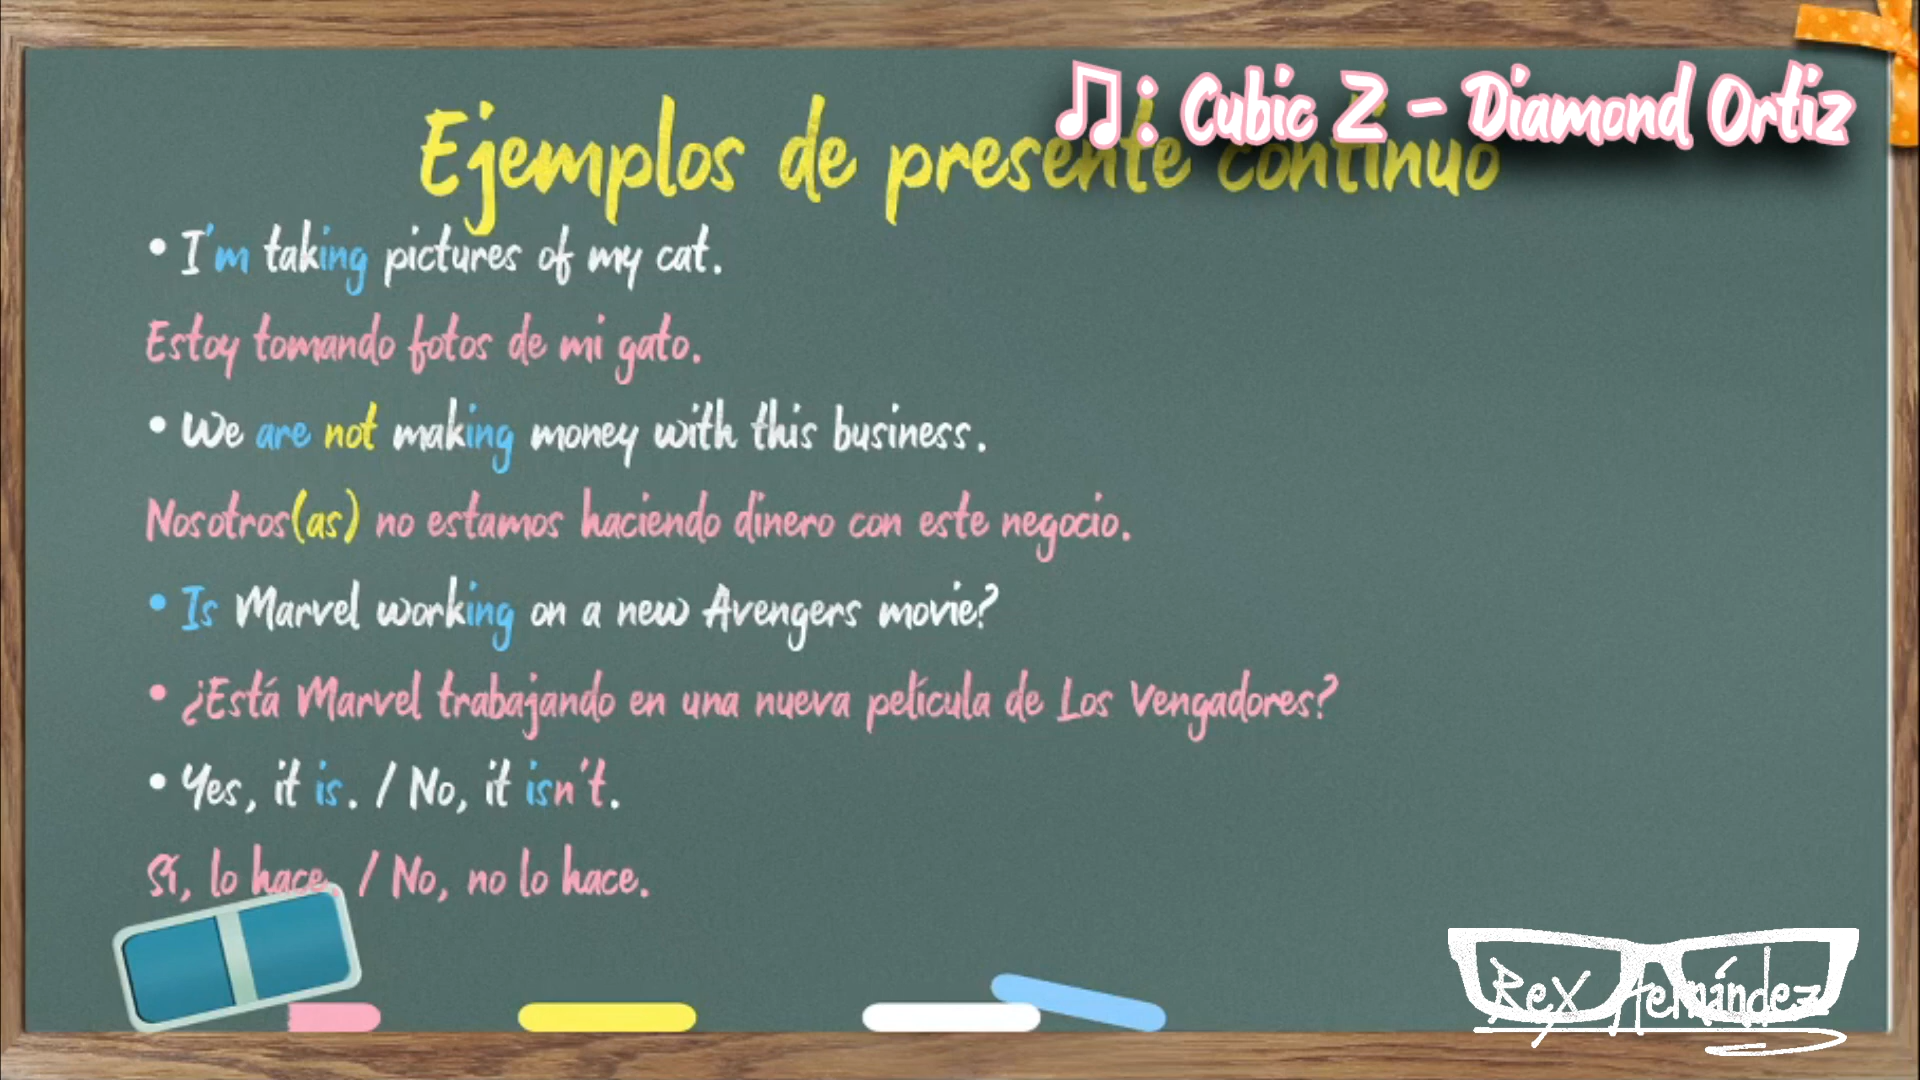 ♫: Cubic Z - Diamond Ortiz
Ejemplos de presente continuo
• I'm taking pictures of my cat.
Estoy tomando fotos de mi gato.
• We are not making money with this business.
Nosotros(as) no estamos haciendo dinero con este negocio.
• Is Marvel working on a new Avengers movie?
• ¿Está Marvel trabajando en una nueva película de Los Vengadores?
• Yes, it is. / No, it isn't.
Sí, lo hace. / No, no lo hace.
Rex Hernández